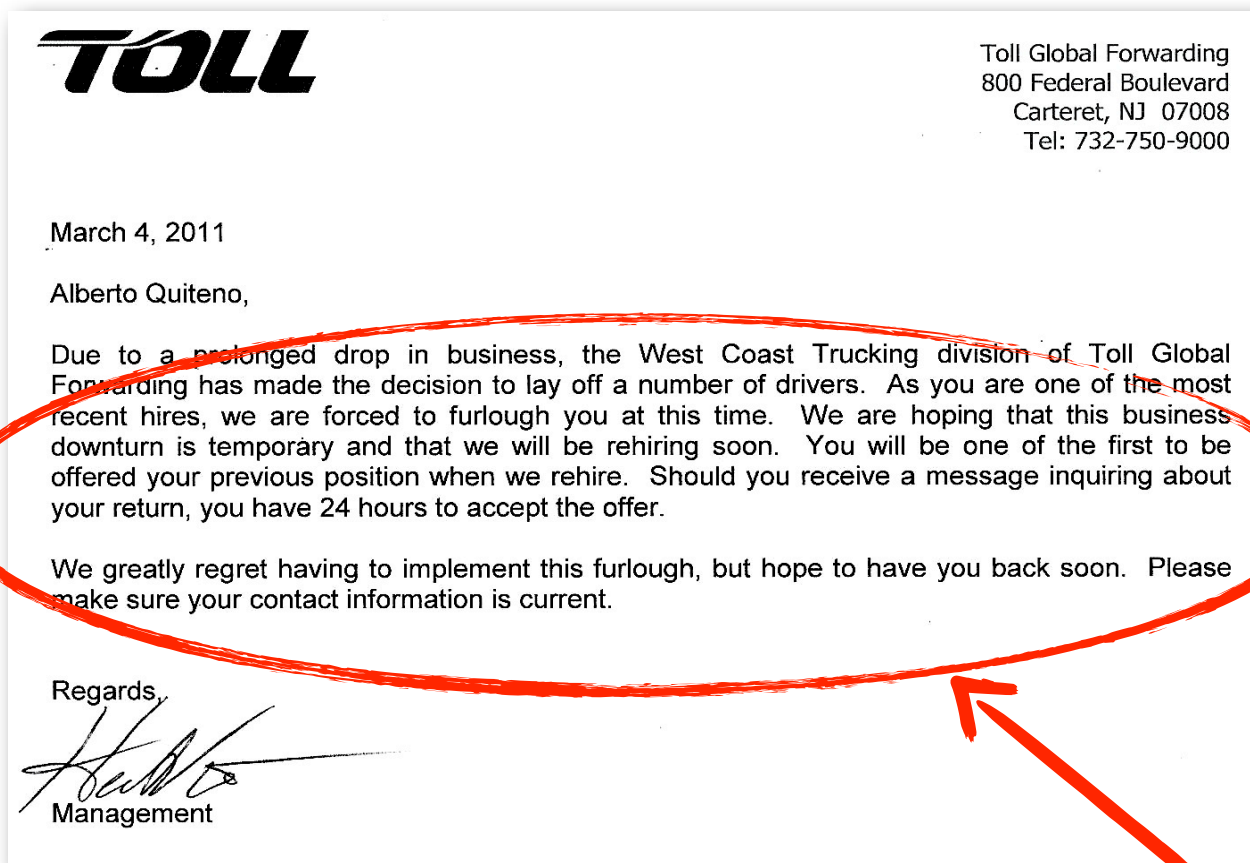 TOLL
Toll Global Forwarding
800 Federal Boulevard
Carteret, NJ 07008
Tel: 732-750-9000
March 4, 2011
Alberto Quiteno,
Due to a prolonged drop in business, the West Coast Trucking division of Toll Global
Forwarding has made the decision to lay off a number of drivers. As you are one of the most
recent hires, we are forced to furlough you at this time. We are hoping that this business
downturn is temporary and that we will be rehiring soon. You will be one of the first to be
offered your previous position when we rehire. Should you receive a message inquiring about
your return, you have 24 hours to accept the offer.
We greatly regret having to implement this furlough, but hope to have you back soon. Please
make sure your contact information is current.
Regards,
Management